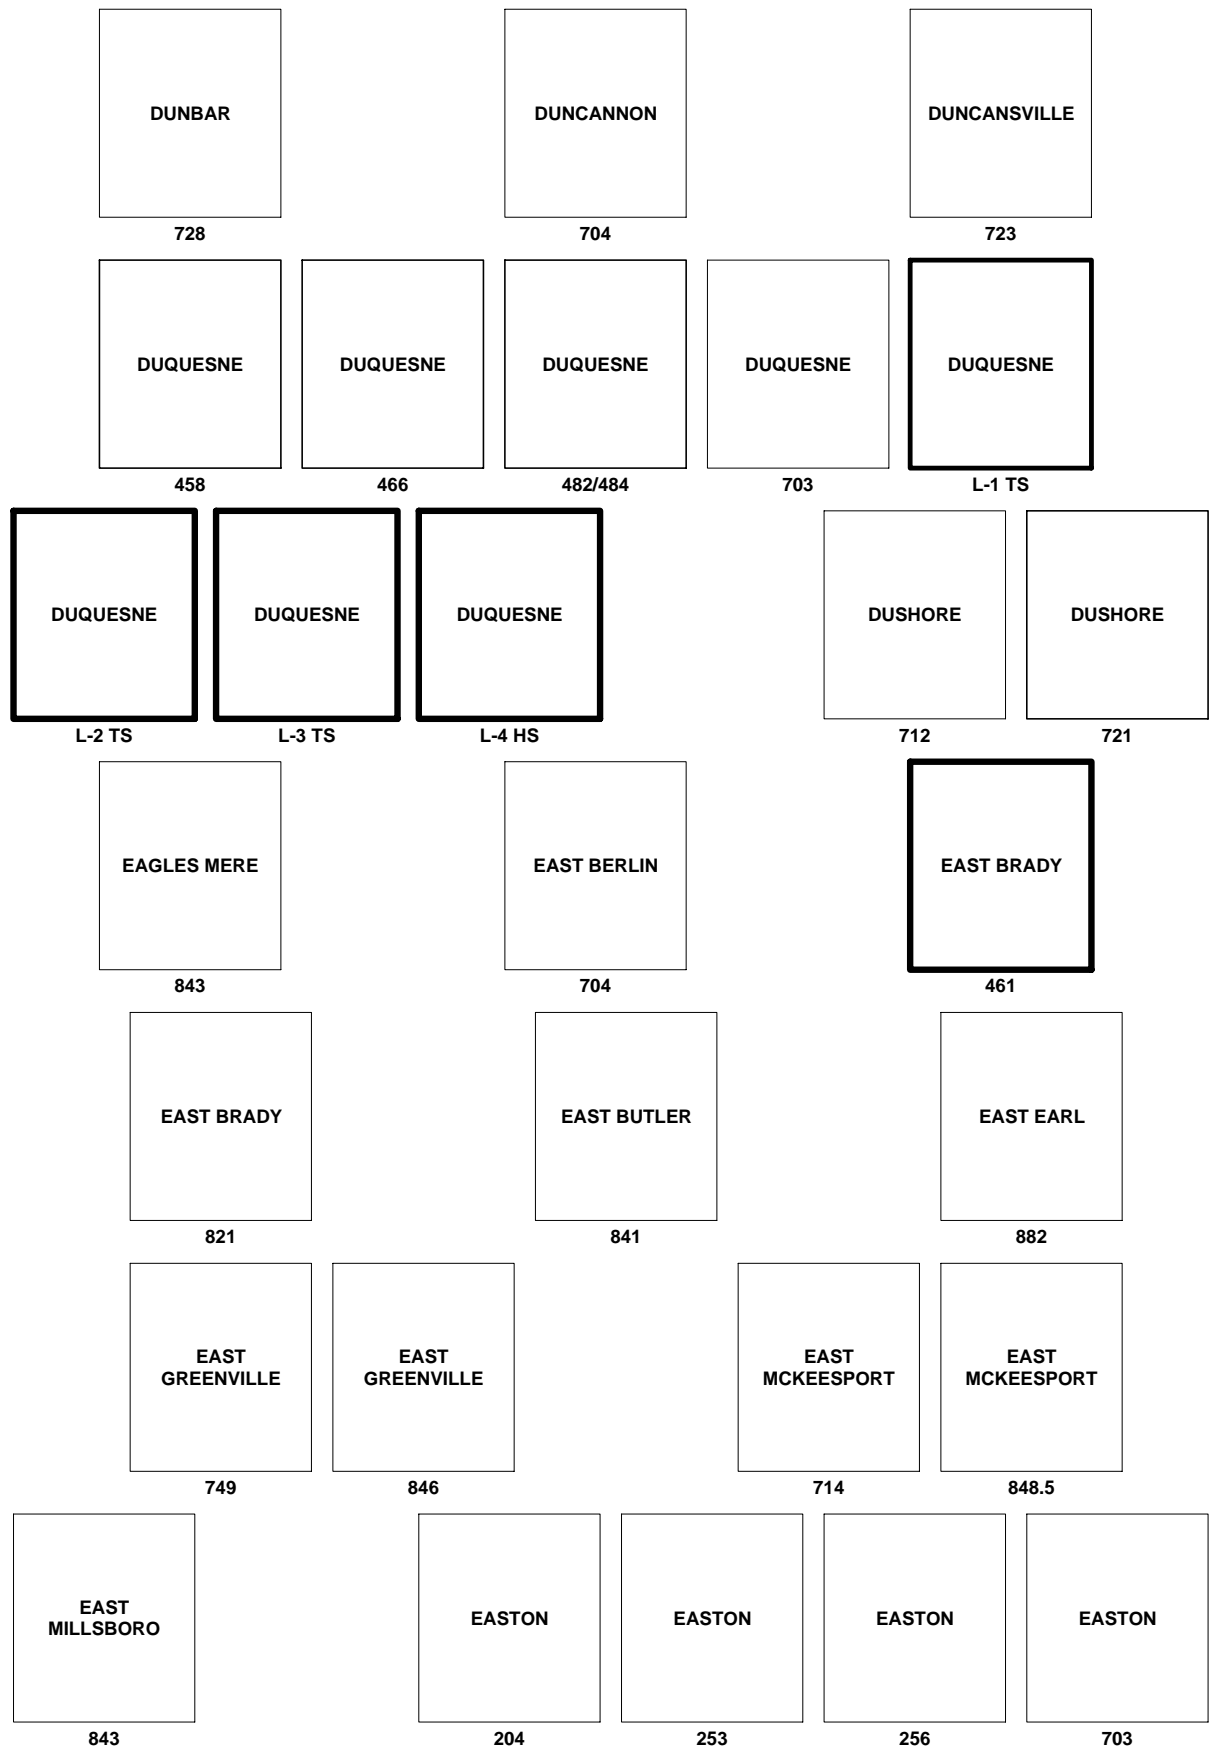 DUNBAR
DUNCANNON
DUNCANSVILLE
728
704
723
DUQUESNE
DUQUESNE
DUQUESNE
DUQUESNE
DUQUESNE
458
466
482/484
703
L-1 TS
DUQUESNE
DUQUESNE
DUQUESNE
DUSHORE
DUSHORE
L-2 TS
L-3 TS
L-4 HS
712
721
EAGLES MERE
EAST BERLIN
EAST BRADY
843
704
461
EAST BRADY
EAST BUTLER
EAST EARL
821
841
882
EAST
GREENVILLE
EAST
GREENVILLE
EAST
MCKEESPORT
EAST
MCKEESPORT
749
846
714
848.5
EAST
MILLSBORO
EASTON
EASTON
EASTON
EASTON
843
204
253
256
703